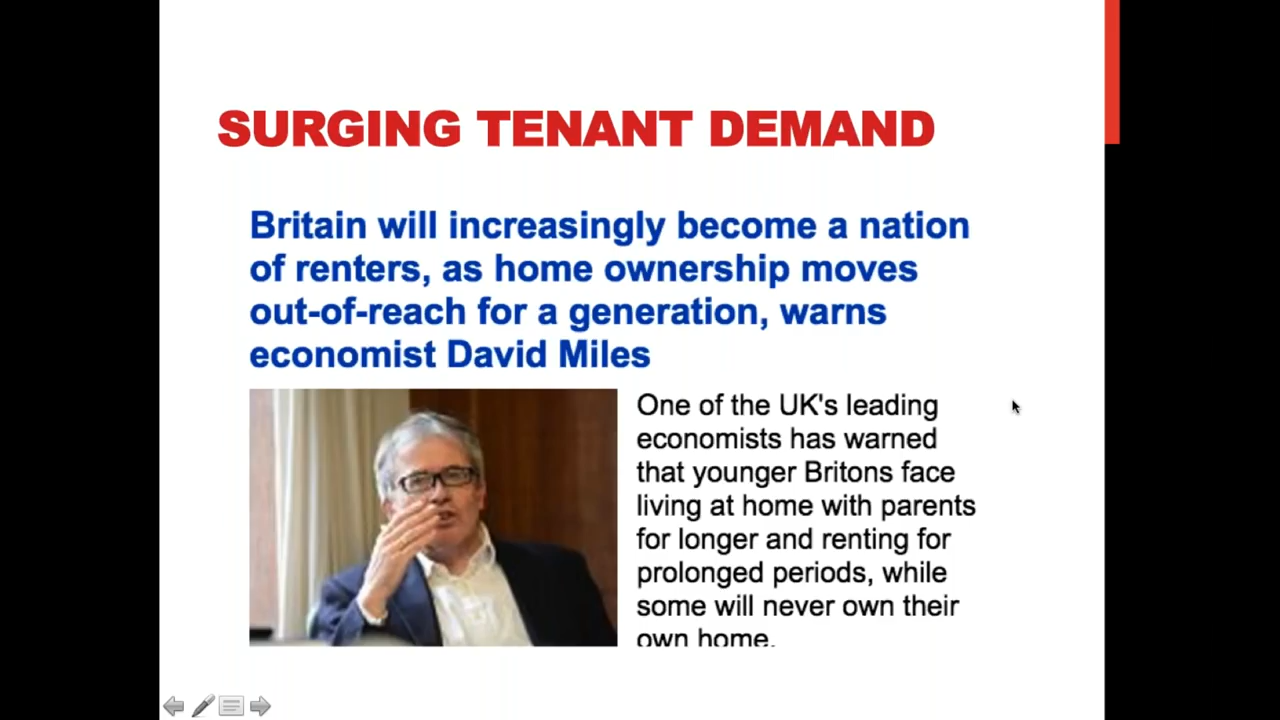 SURGING TENANT DEMAND
Britain will increasingly become a nation
of renters, as home ownership moves
out-of-reach for a generation, warns
economist David Miles
One of the UK's leading
economists has warned
that younger Britons face
living at home with parents
for longer and renting for
prolonged periods, while
some will never own their
own home.